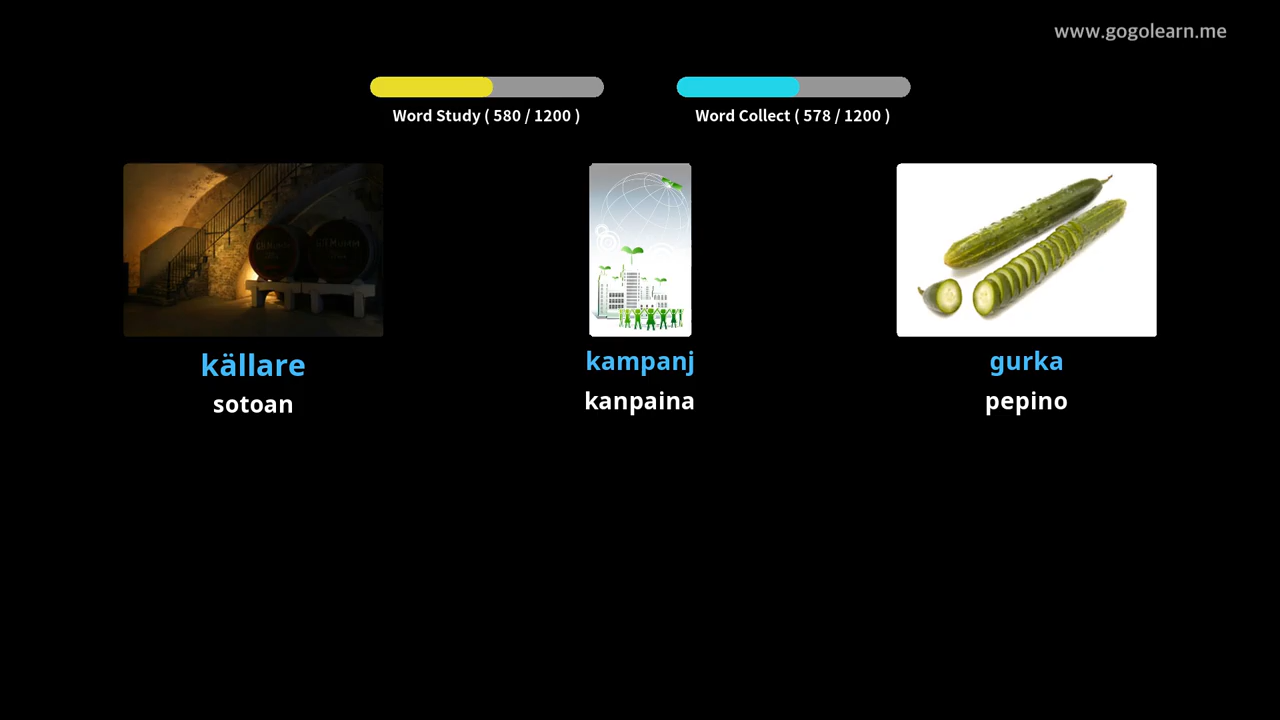 www.gogolearn.me
Word Study ( 580 / 1200 )
Word Collect ( 578 / 1200 )
källare
kampanj
gurka
sotoan
kanpaina
pepino